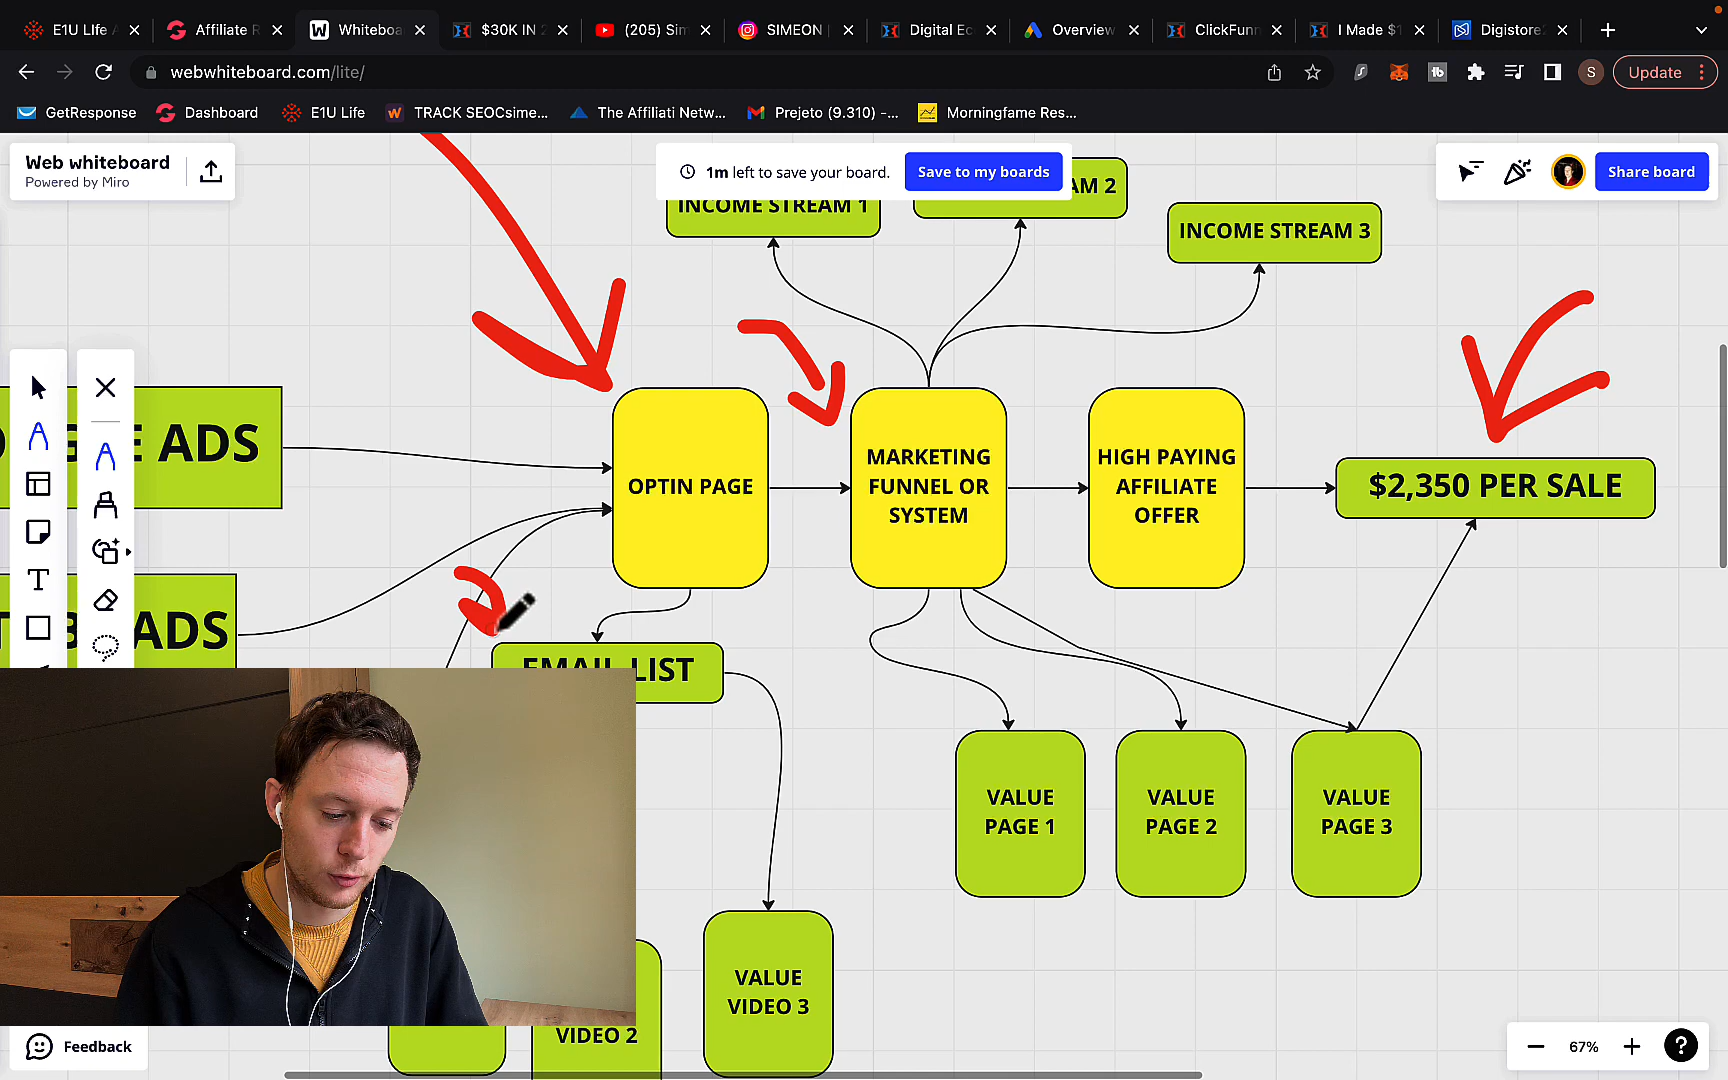 E1U LIfe A
Affiliate R
Whiteboa
$30K IN 2
(205) Sim
SIMEON
Digital Ec
Overview
ClickFunn
I Made $1
Digistore2
webwhiteboard.com/lite/
S
Update
GetResponse
Dashboard
E1U Life
TRACK SEOCsime...
The Affiliati Netw...
Prejeto (9.310) -...
Morningfame Res...
Web whiteboard
Powered by Miro
1m left to save your board.
Save to my boards
Share board
INCOME STREAM 1
AM 2
INCOME STREAM 3
E ADS
OPTIN PAGE
MARKETING
FUNNEL OR
SYSTEM
HIGH PAYING
AFFILIATE
OFFER
$2,350 PER SALE
ADS
EMAIL LIST
VALUE
PAGE 1
VALUE
PAGE 2
VALUE
PAGE 3
VALUE
VIDEO 3
VIDEO 2
Feedback
67%